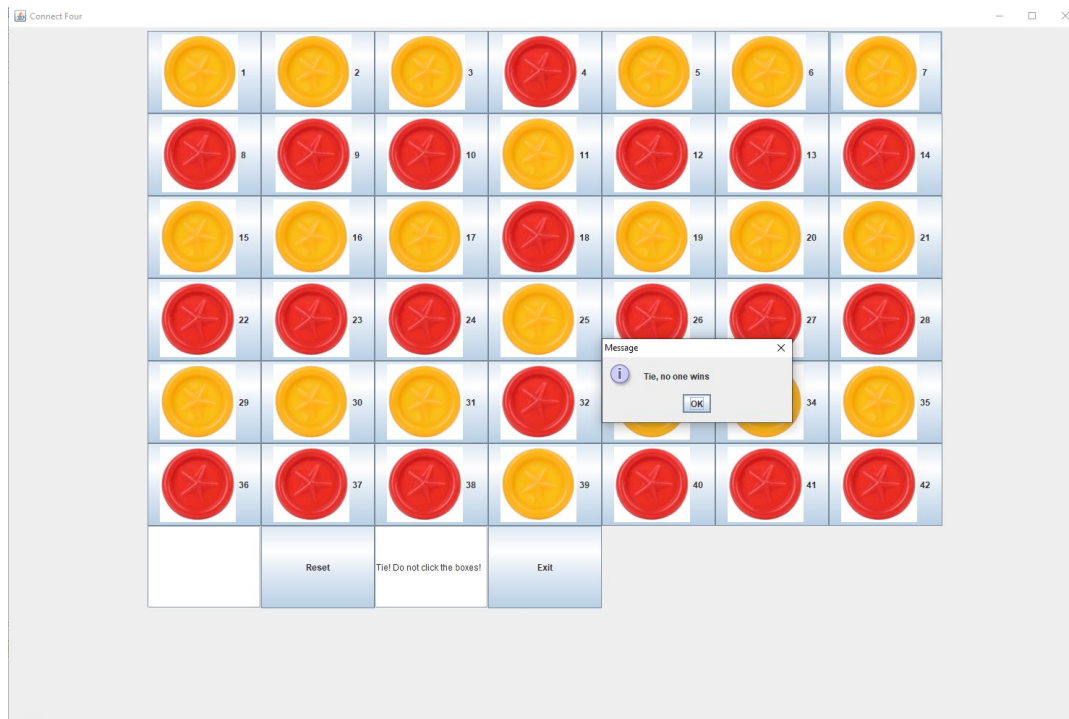 Connect Four
1 2 3 4 5 6 7
8 9 10 11 12 13 14
15 16 17 18 19 20 21
22 23 24 25 26 27 28
Message
Tie, no one wins
OK
29 30 31 32 34 35
36 37 38 39 40 41 42
Reset Tie! Do not click the boxes! Exit